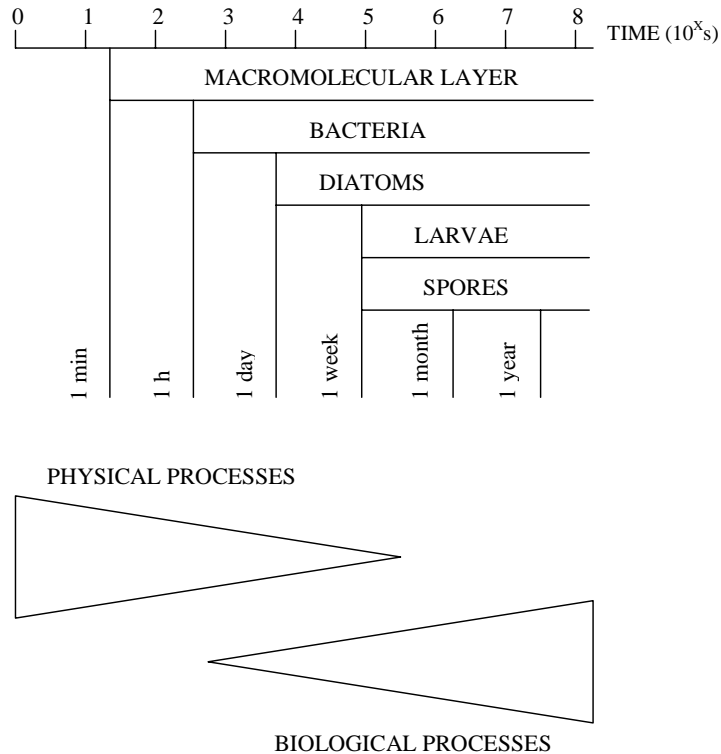 0 1 2 3 4 5 6 7 8
TIME (10^X s)
MACROMOLECULAR LAYER
BACTERIA
DIATOMS
LARVAE
SPORES
1 min
1 h
1 day
1 week
1 month
1 year
PHYSICAL PROCESSES
BIOLOGICAL PROCESSES